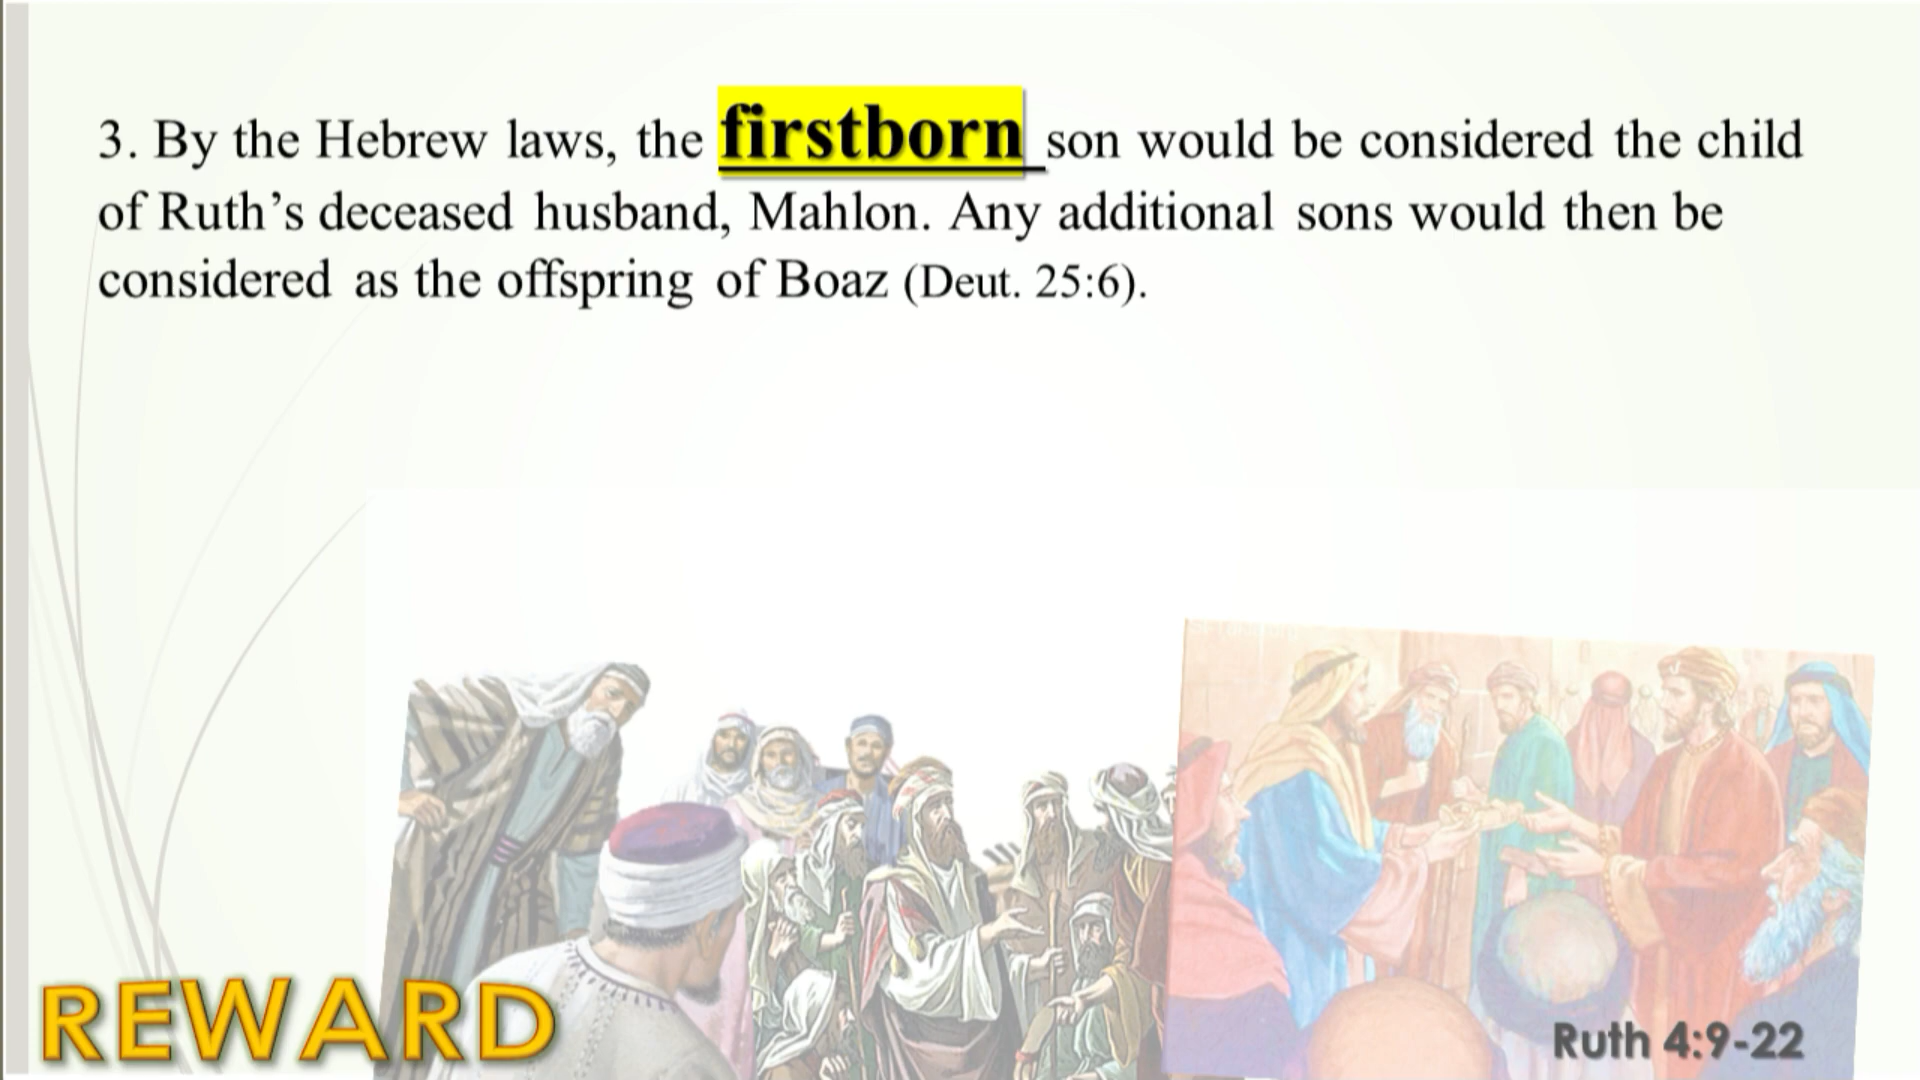 3. By the Hebrew laws, the firstborn son would be considered the child
of Ruth’s deceased husband, Mahlon. Any additional sons would then be
considered as the offspring of Boaz (Deut. 25:6).
REWARD
Ruth 4:9-22